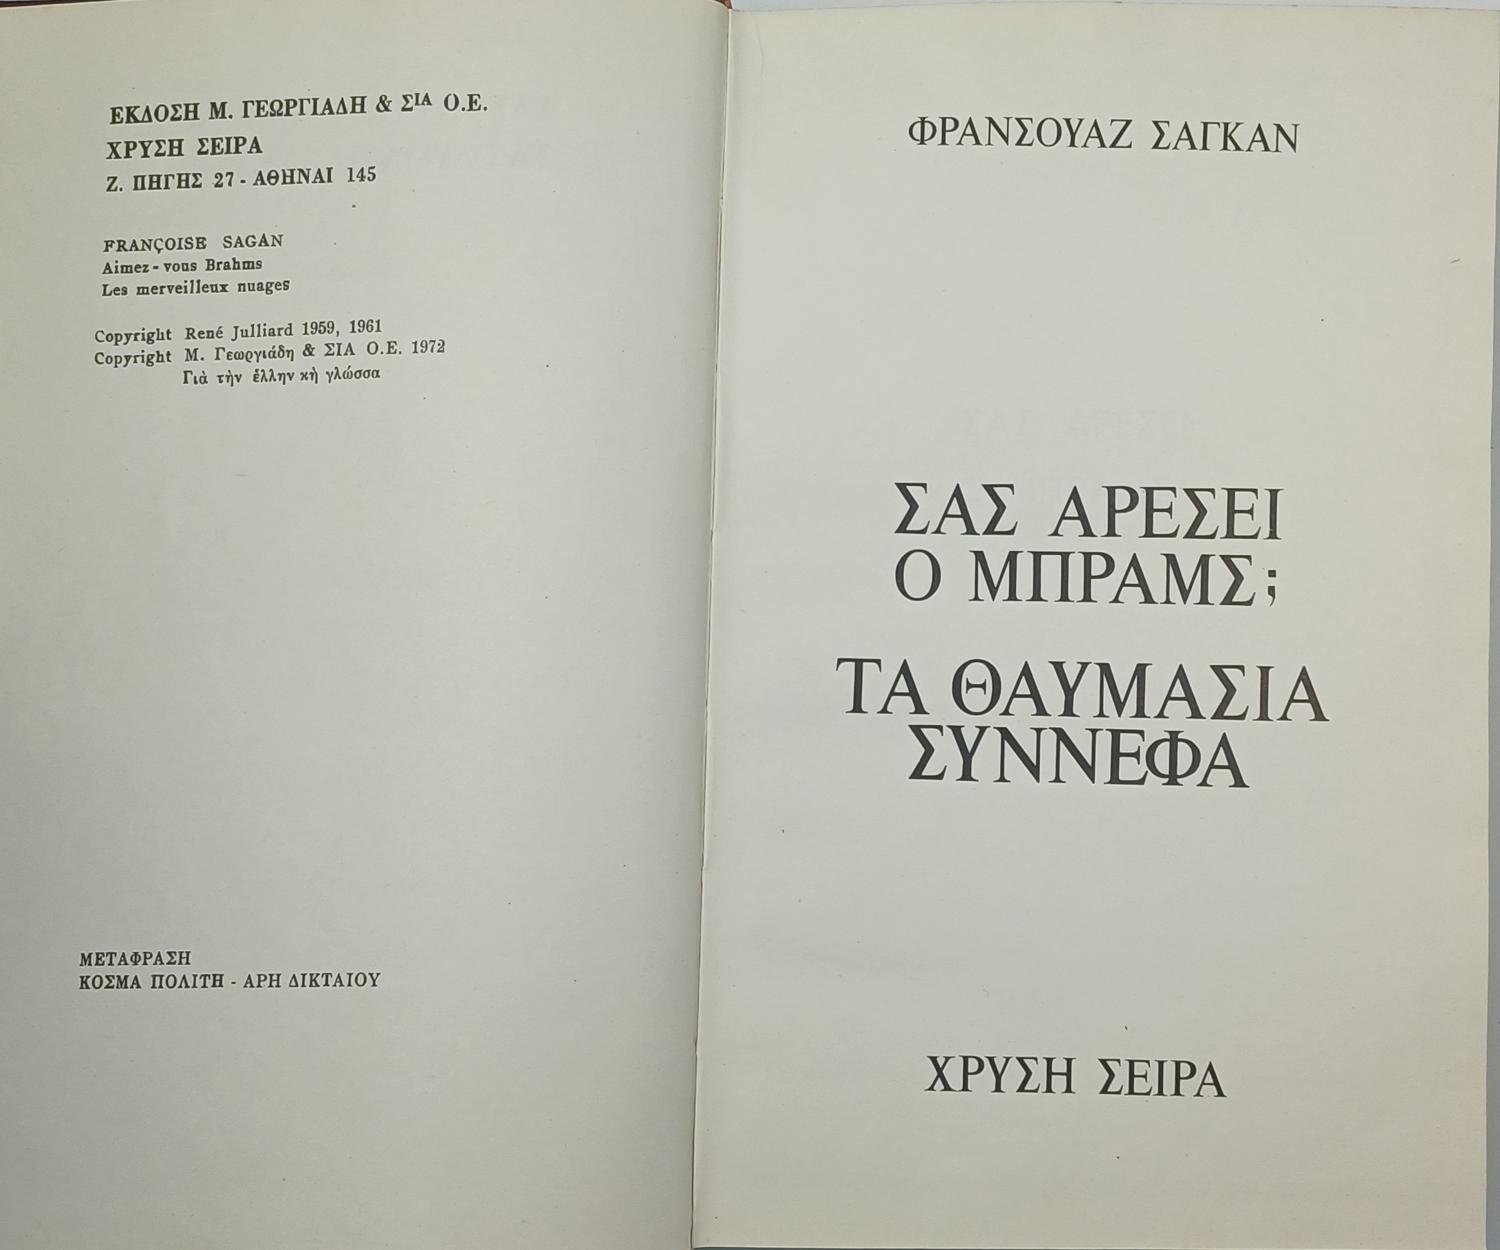 ΕΚΔΟΣΗ Μ. ΓΕΩΡΓΙΑΔΗ & ΣΙΑ Ο.Ε.
ΧΡΥΣΗ ΣΕΙΡΑ
Ζ. ΠΗΓΗΣ 27 - ΑΘΗΝΑΙ 145
FRANÇOISE SAGAN
Aimez - vous Brahms
Les merveilleux nuages
Copyright René Julliard 1959, 1961
Copyright Μ. Γεωργιάδη & ΣΙΑ Ο.Ε. 1972
Γιὰ τὴν ἑλλην κὴ γλώσσα
ΜΕΤΑΦΡΑΣΗ
ΚΟΣΜΑ ΠΟΛΙΤΗ - ΑΡΗ ΔΙΚΤΑΙΟΥ
ΦΡΑΝΣΟΥΑΖ ΣΑΓΚΑΝ
ΣΑΣ ΑΡΕΣΕΙ
Ο ΜΠΡΑΜΣ;
ΤΑ ΘΑΥΜΑΣΙΑ
ΣΥΝΝΕΦΑ
ΧΡΥΣΗ ΣΕΙΡΑ